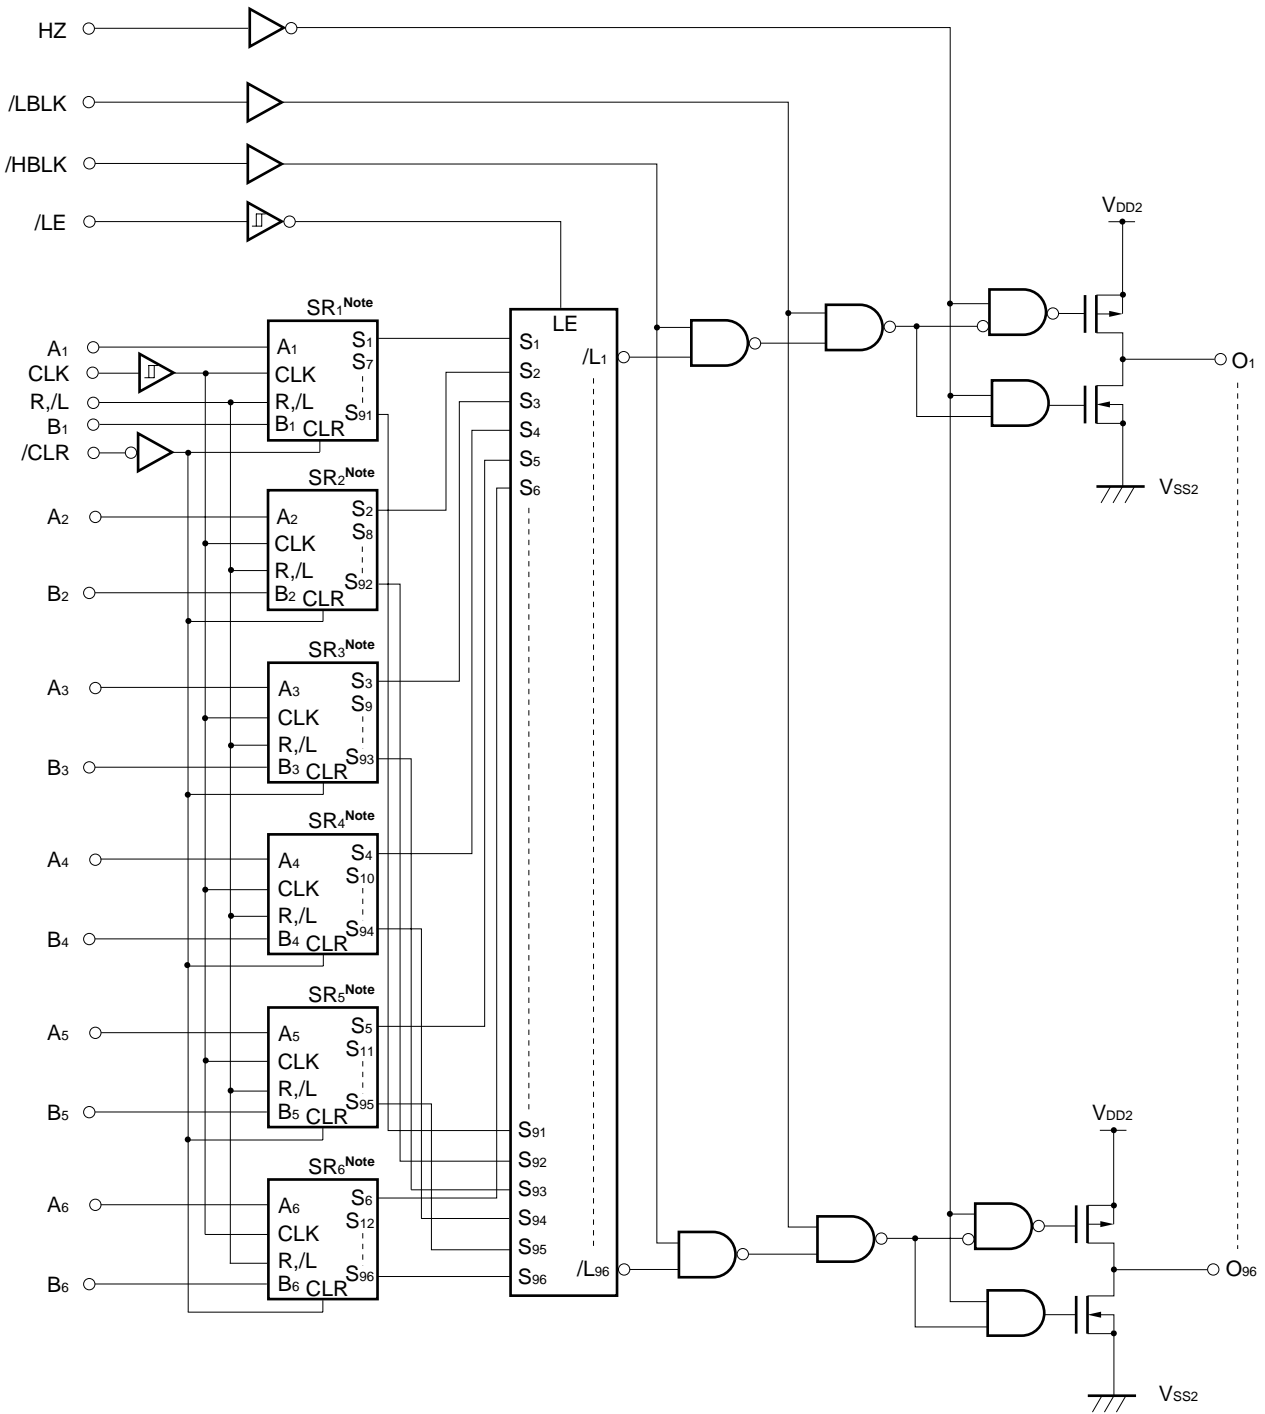 HZ
/LBLK
/HBLK
/LE
VDD2
SR1Note
LE
A1 A1 S1 S1 /L1 O1
CLK CLK S7 S2
R,/L R,/L S3
B1 B1 CLR S91 S4
/CLR S5
SR2Note S6 VSS2
A2 A2 S2
CLK S8
R,/L
B2 B2 CLR S92
SR3Note
A3 A3 S3
CLK S9
R,/L
B3 B3 CLR S93
SR4Note
A4 A4 S4
CLK S10
R,/L
B4 B4 CLR S94
SR5Note
A5 A5 S5
CLK S11
R,/L
B5 B5 CLR S95
VDD2
S91
SR6Note S92
A6 A6 S6 S93
CLK S12 S94
R,/L S95
B6 B6 CLR S96 S96 /L96 O96
VSS2